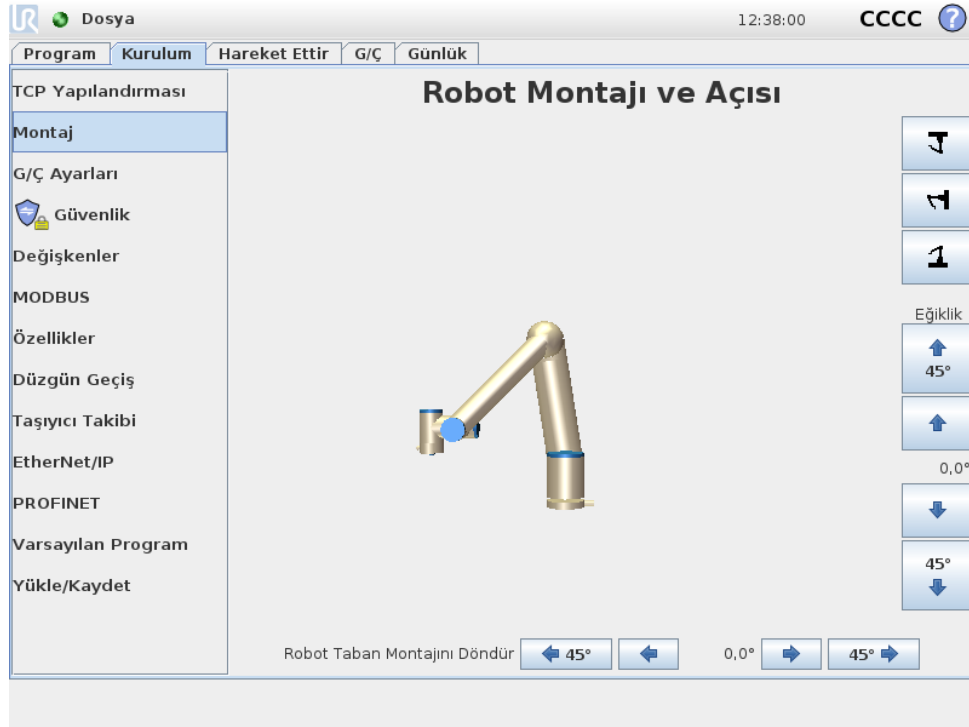 UR Dosya 12:38:00 CCCC ?
Program Kurulum Hareket Ettir G/Ç Günlük
TCP Yapılandırması
Montaj
G/Ç Ayarları
Güvenlik
Değişkenler
MODBUS
Özellikler
Düzgün Geçiş
Taşıyıcı Takibi
EtherNet/IP
PROFINET
Varsayılan Program
Yükle/Kaydet
Robot Montajı ve Açısı
Eğiklik
45°
0,0°
45°
Robot Taban Montajını Döndür 45° 0,0° 45°